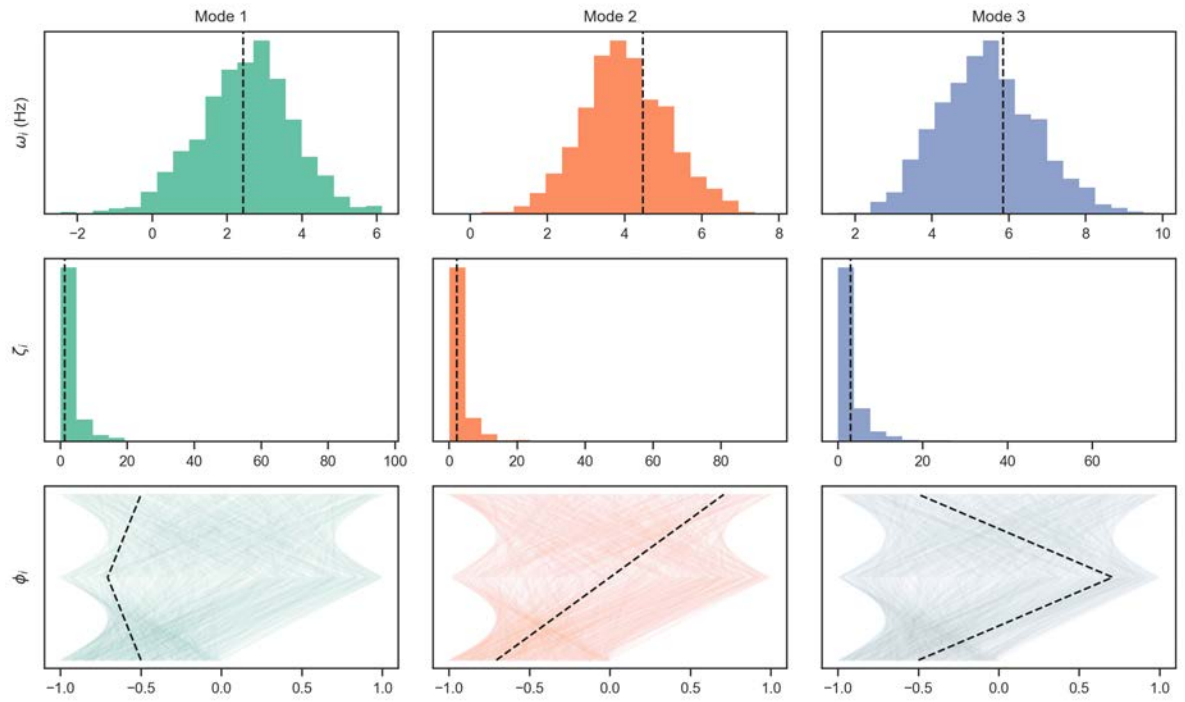 Mode 1 Mode 2 Mode 3
ωᵢ (Hz)
−2 0 2 4 6 0 2 4 6 8 2 4 6 8 10
ζᵢ
0 20 40 60 80 100 0 20 40 60 80 0 20 40 60
ϕᵢ
−1.0 −0.5 0.0 0.5 1.0 −1.0 −0.5 0.0 0.5 1.0 −1.0 −0.5 0.0 0.5 1.0